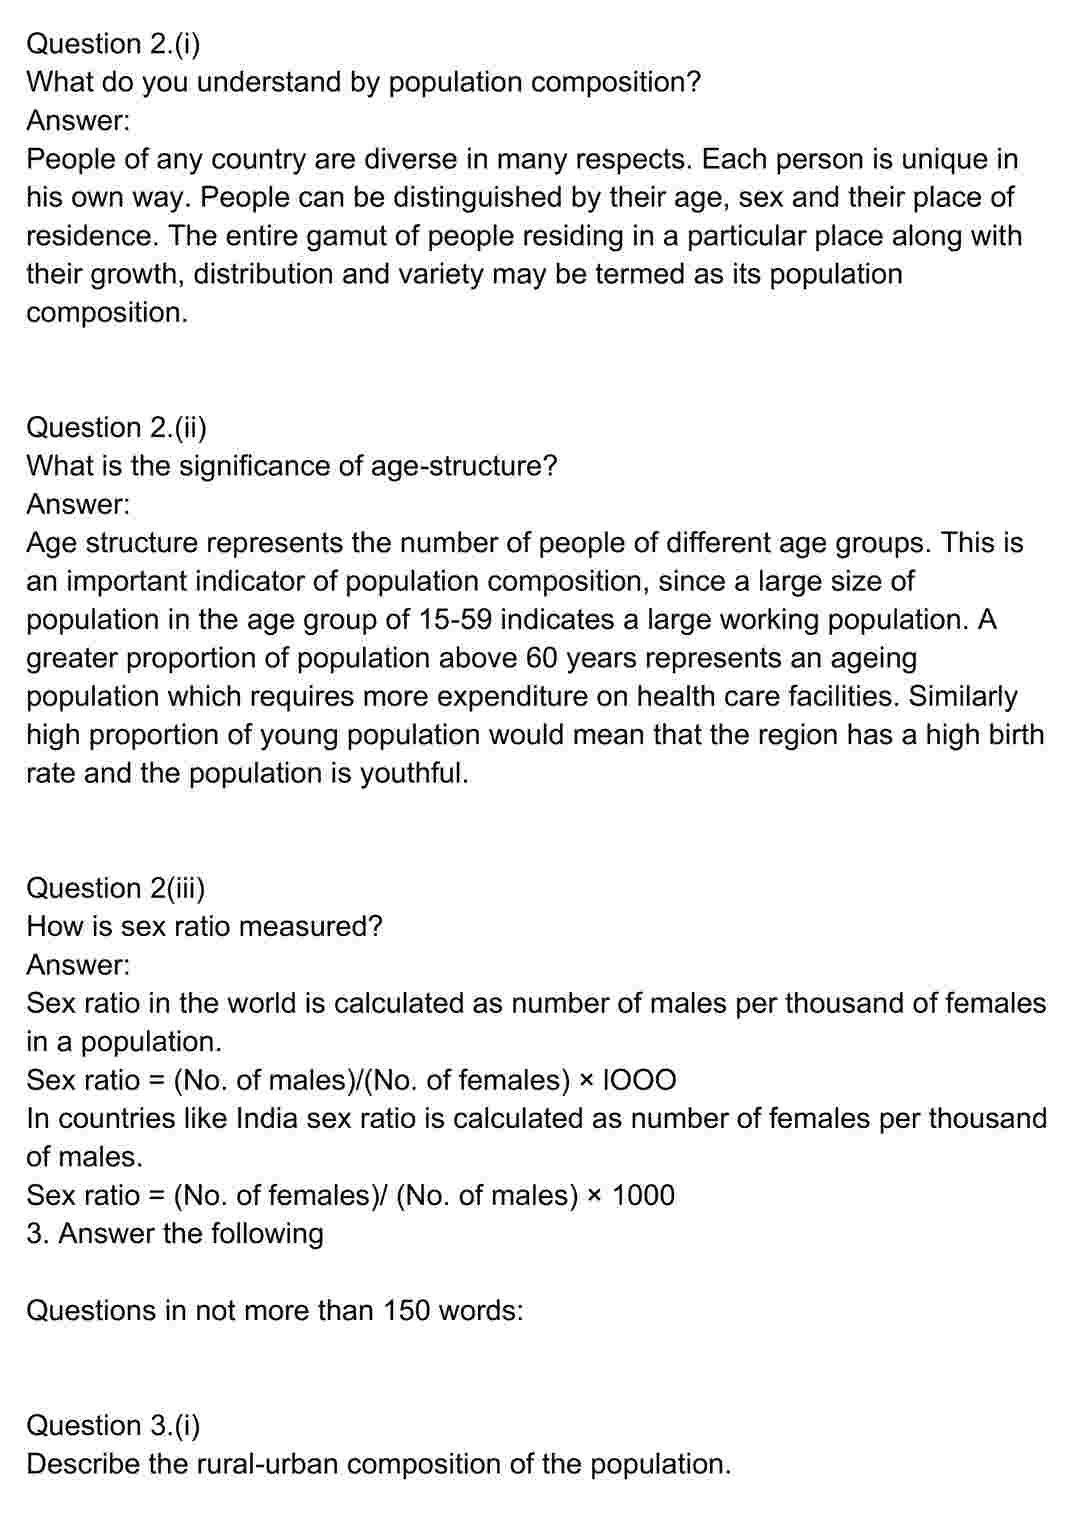 Question 2.(i)
What do you understand by population composition?
Answer:
People of any country are diverse in many respects. Each person is unique in
his own way. People can be distinguished by their age, sex and their place of
residence. The entire gamut of people residing in a particular place along with
their growth, distribution and variety may be termed as its population
composition.
Question 2.(ii)
What is the significance of age-structure?
Answer:
Age structure represents the number of people of different age groups. This is
an important indicator of population composition, since a large size of
population in the age group of 15-59 indicates a large working population. A
greater proportion of population above 60 years represents an ageing
population which requires more expenditure on health care facilities. Similarly
high proportion of young population would mean that the region has a high birth
rate and the population is youthful.
Question 2(iii)
How is sex ratio measured?
Answer:
Sex ratio in the world is calculated as number of males per thousand of females
in a population.
Sex ratio = (No. of males)/(No. of females) × lOOO
In countries like India sex ratio is calculated as number of females per thousand
of males.
Sex ratio = (No. of females)/ (No. of males) × 1000
3. Answer the following
Questions in not more than 150 words:
Question 3.(i)
Describe the rural-urban composition of the population.